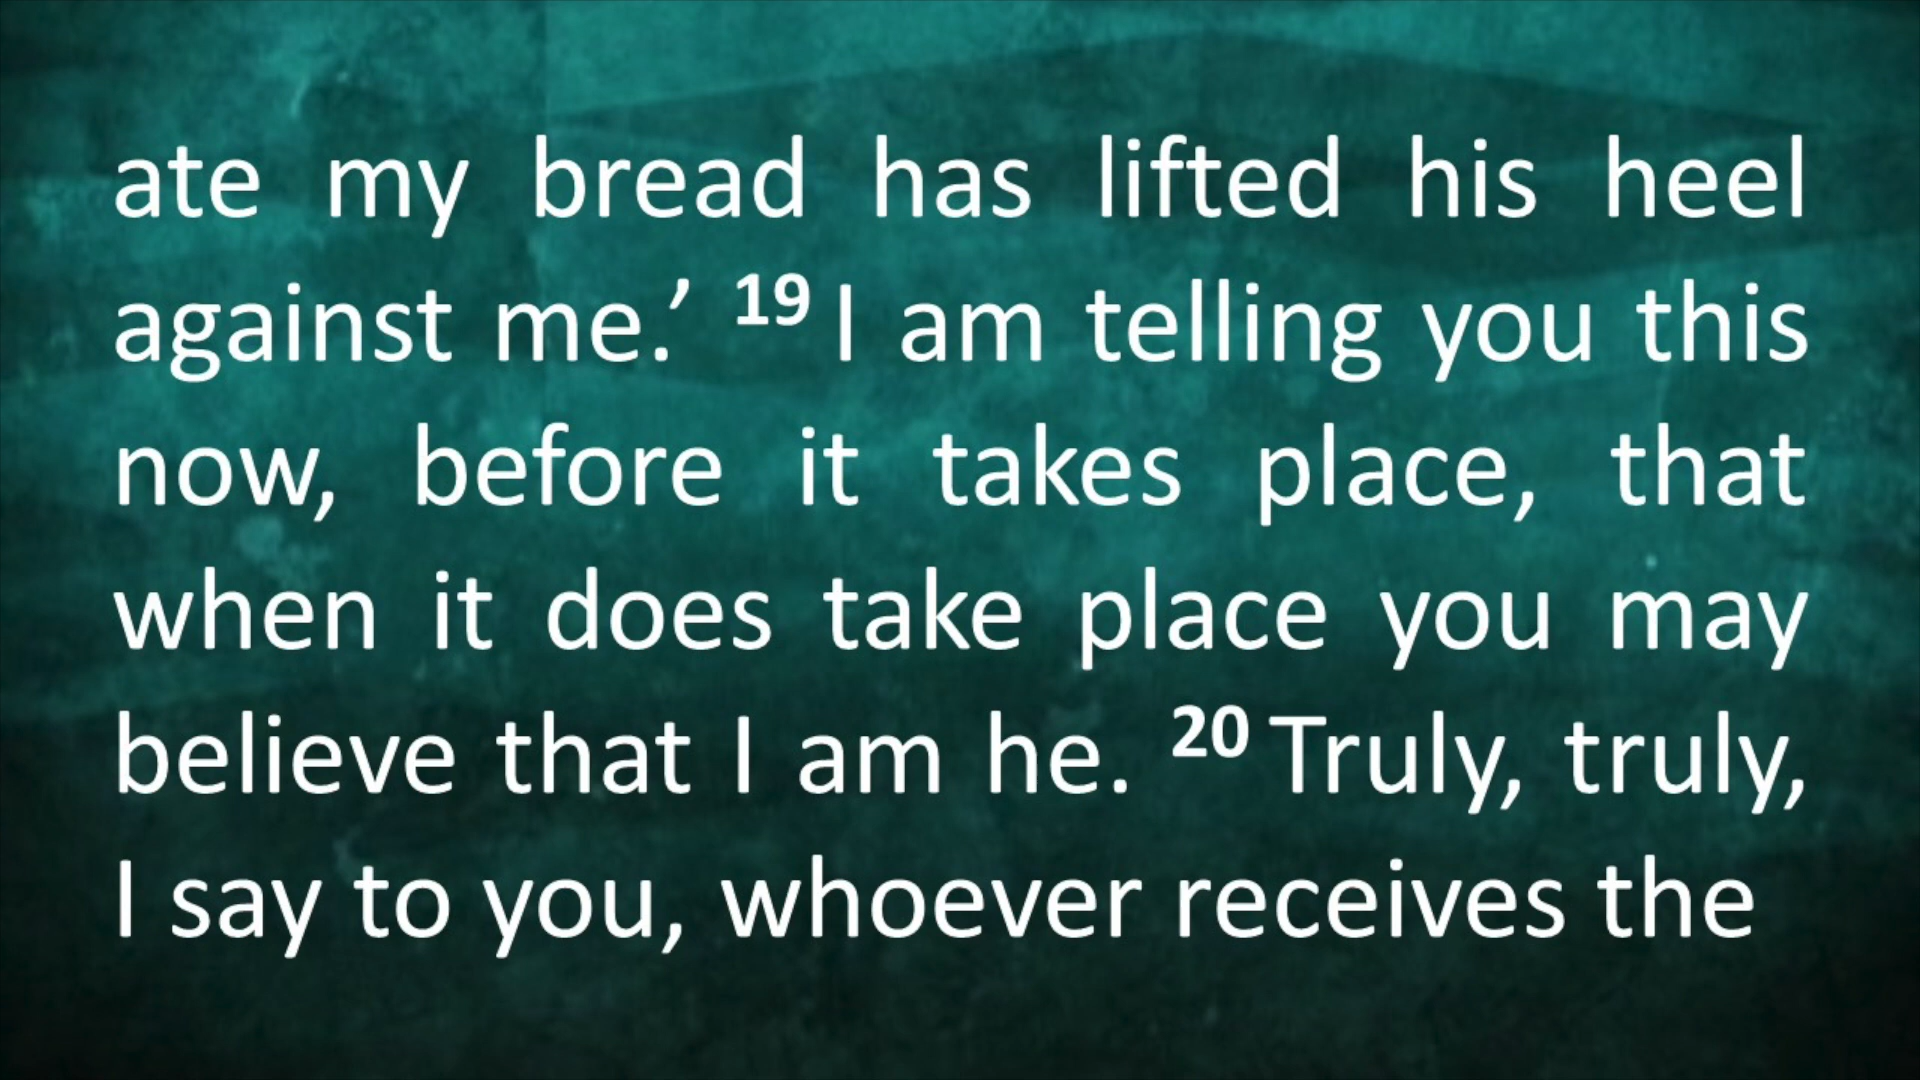 ate my bread has lifted his heel
against me.’ 19 I am telling you this
now, before it takes place, that
when it does take place you may
believe that I am he. 20 Truly, truly,
I say to you, whoever receives the